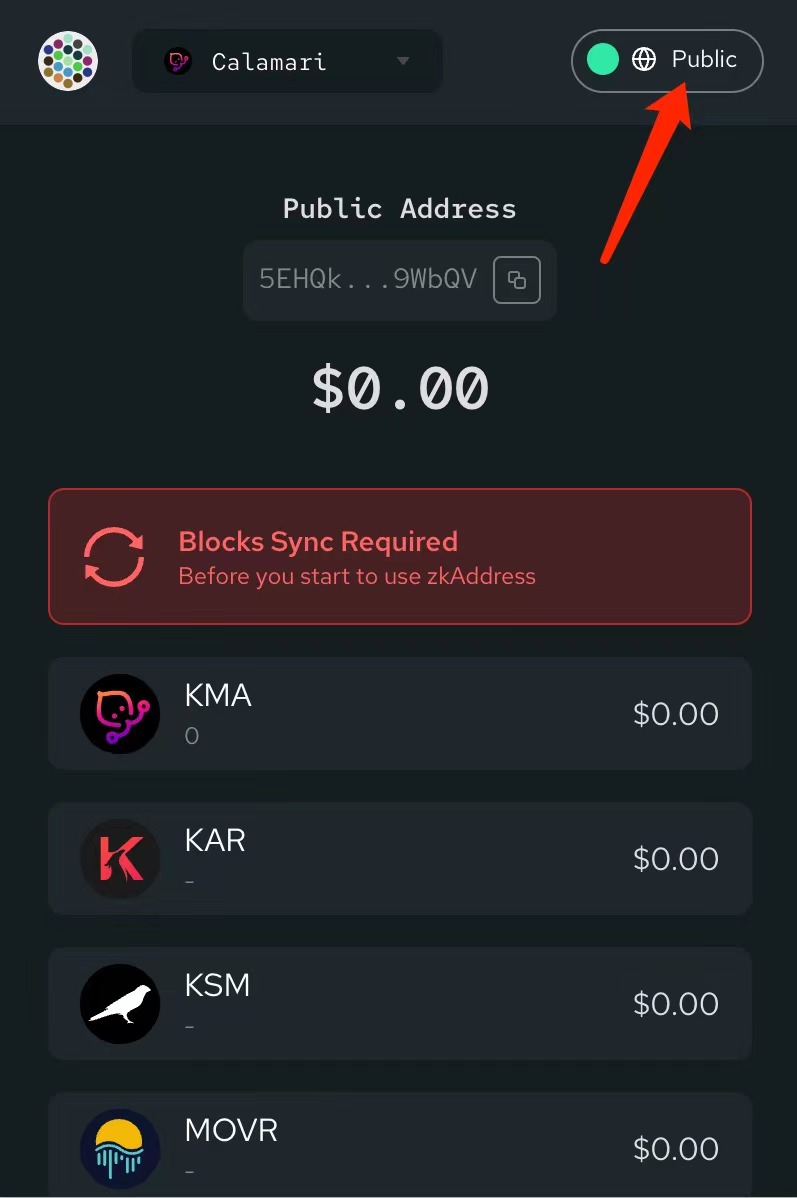 Calamari
Public
Public Address
5EHQk...9WbQV
$0.00
Blocks Sync Required
Before you start to use zkAddress
KMA
0
$0.00
KAR
-
$0.00
KSM
-
$0.00
MOVR
-
$0.00